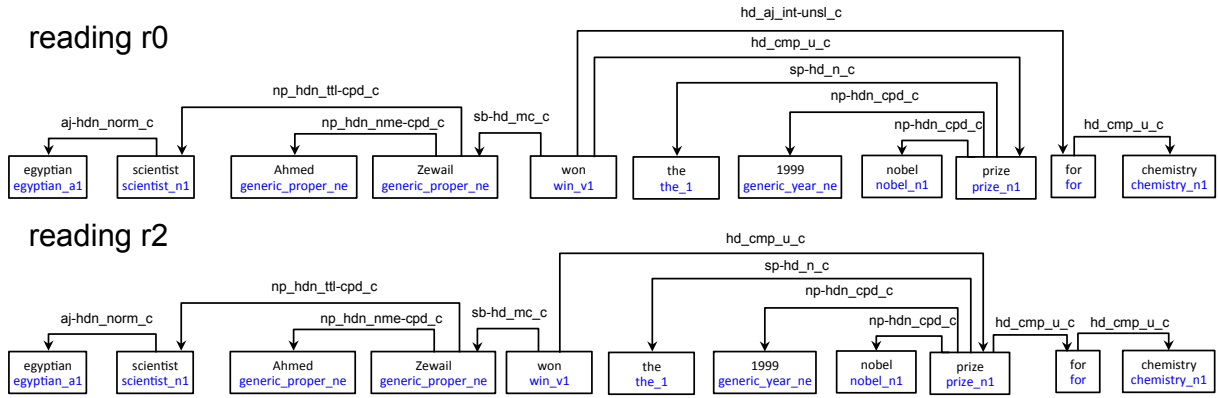 reading r0
hd_aj_int-unsl_c
hd_cmp_u_c
sp-hd_n_c
np_hdn_ttl-cpd_c
np-hdn_cpd_c
aj-hdn_norm_c
np_hdn_nme-cpd_c
sb-hd_mc_c
np-hdn_cpd_c
hd_cmp_u_c
egyptian scientist Ahmed Zewail won the 1999 nobel prize for chemistry
egyptian_a1 scientist_n1 generic_proper_ne generic_proper_ne win_v1 the_1 generic_year_ne nobel_n1 prize_n1 for chemistry_n1
reading r2
hd_cmp_u_c
sp-hd_n_c
np_hdn_ttl-cpd_c
np-hdn_cpd_c
aj-hdn_norm_c
np_hdn_nme-cpd_c
sb-hd_mc_c
np-hdn_cpd_c
hd_cmp_u_c
hd_cmp_u_c
egyptian scientist Ahmed Zewail won the 1999 nobel prize for chemistry
egyptian_a1 scientist_n1 generic_proper_ne generic_proper_ne win_v1 the_1 generic_year_ne nobel_n1 prize_n1 for chemistry_n1